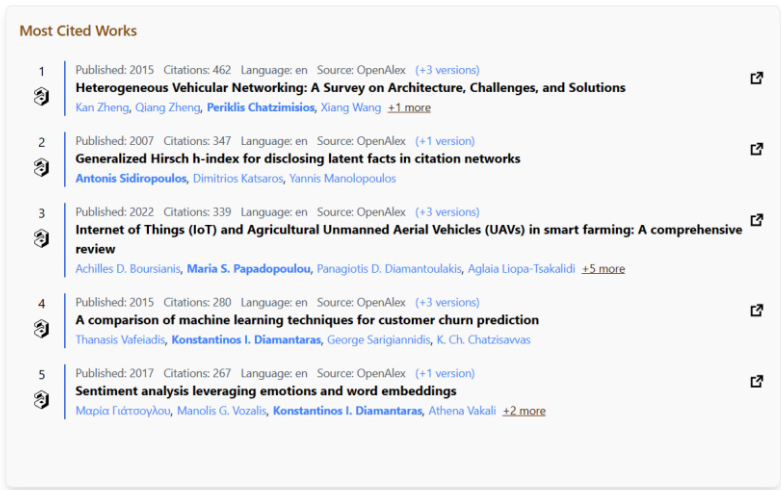 Most Cited Works
1
Published: 2015 Citations: 462 Language: en Source: OpenAlex (+3 versions)
Heterogeneous Vehicular Networking: A Survey on Architecture, Challenges, and Solutions
Kan Zheng, Qiang Zheng, Periklis Chatzimisios, Xiang Wang +1 more
2
Published: 2007 Citations: 347 Language: en Source: OpenAlex (+1 version)
Generalized Hirsch h-index for disclosing latent facts in citation networks
Antonis Sidiropoulos, Dimitrios Katsaros, Yannis Manolopoulos
3
Published: 2022 Citations: 339 Language: en Source: OpenAlex (+3 versions)
Internet of Things (IoT) and Agricultural Unmanned Aerial Vehicles (UAVs) in smart farming: A comprehensive
review
Achilles D. Boursianis, Maria S. Papadopoulou, Panagiotis D. Diamantoulakis, Aglaia Liopa-Tsakalidi +5 more
4
Published: 2015 Citations: 280 Language: en Source: OpenAlex (+3 versions)
A comparison of machine learning techniques for customer churn prediction
Thanasis Vafeiadis, Konstantinos I. Diamantaras, George Sarigiannidis, K. Ch. Chatzisavvas
5
Published: 2017 Citations: 267 Language: en Source: OpenAlex (+1 version)
Sentiment analysis leveraging emotions and word embeddings
Μαρία Γιάτσογλου, Manolis G. Vozalis, Konstantinos I. Diamantaras, Athena Vakali +2 more